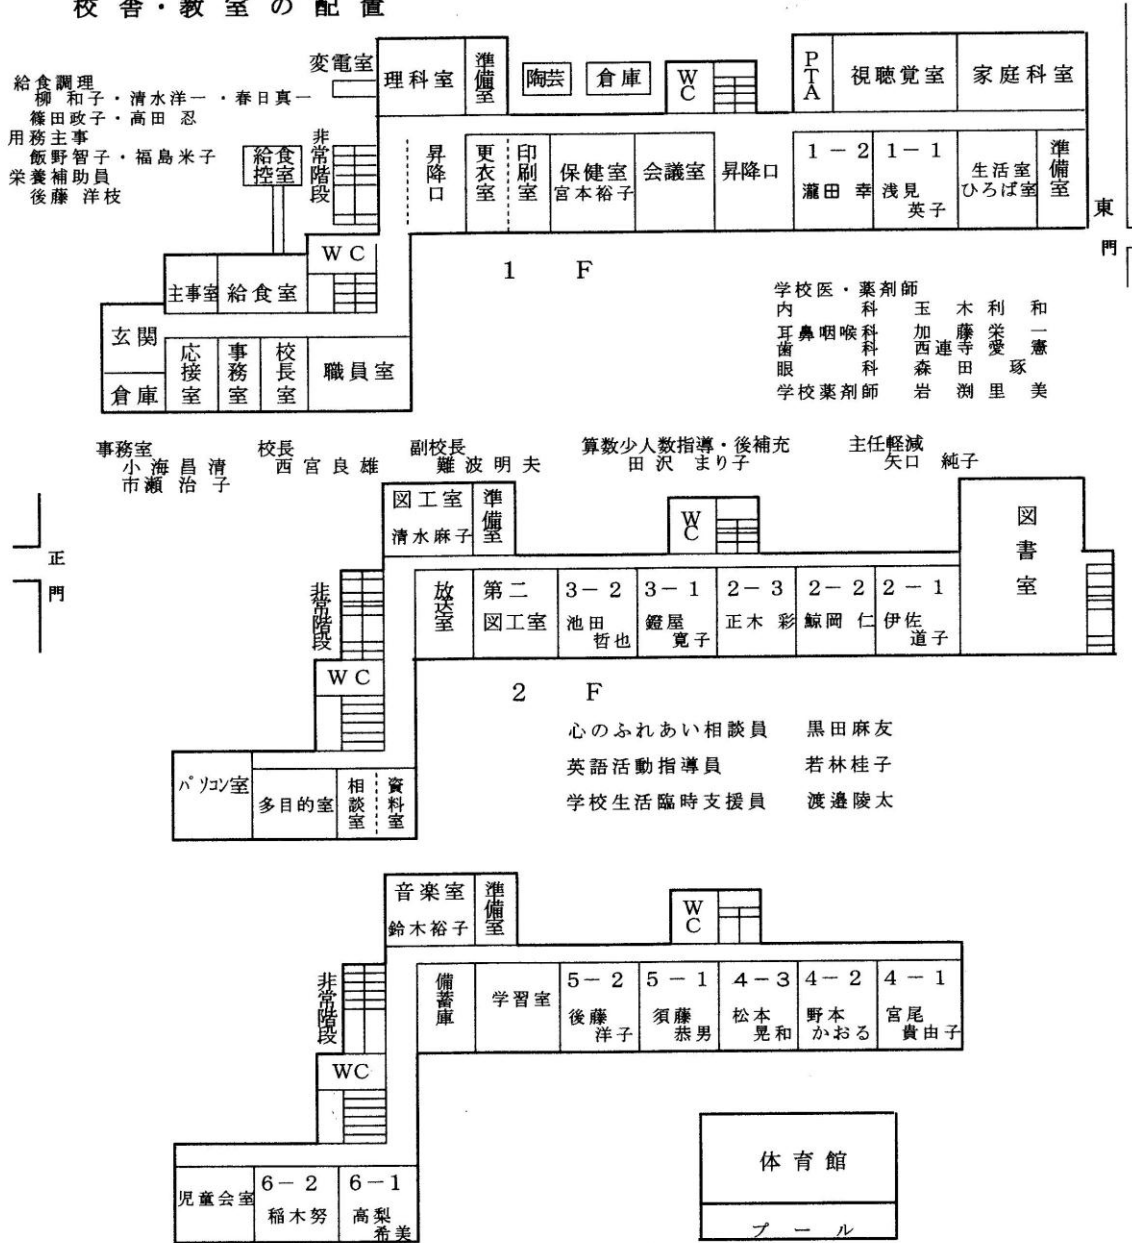 校舎・教室の配置
変電室
理科室
準備室
陶芸
倉庫
WC
PTA
視聴覚室
家庭科室
給食調理
柳 和子・清水洋一・春日真一
篠田政子・高田 忍
用務主事
飯野智子・福島米子
栄養補助員
後藤 洋枝
給食控室
非常階段
昇降口
更衣室
印刷室
保健室
宮本裕子
会議室
昇降口
1－2
瀧田 幸
1－1
浅見
英子
生活室
ひろば室
準備室
東
門
WC
主事室
給食室
玄関
倉庫
応接室
事務室
校長室
職員室
1 F
学校医・薬剤師
内 科 玉木利和
耳鼻咽喉科 加藤栄一
歯 科 西連寺愛憲
眼 科 森田 琢
学校薬剤師 岩渕里美
事務室
小海昌清
市瀬治子
校長
西宮良雄
副校長
難波明夫
算数少人数指導・後補充
田沢 まり子
主任軽減
矢口 純子
正
門
図工室
清水麻子
準備室
WC
図書室
非常階段
放送室
第二
図工室
3－2
池田
哲也
3－1
鐙屋
寛子
2－3
正木 彩
2－2
鯨岡 仁
2－1
伊佐
道子
WC
2 F
パソコン室
多目的室
相談室
資料室
心のふれあい相談員 黒田麻友
英語活動指導員 若林桂子
学校生活臨時支援員 渡邉陵太
音楽室
鈴木裕子
準備室
WC
非常階段
備蓄庫
学習室
5－2
後藤
洋子
5－1
須藤
恭男
4－3
松本
晃和
4－2
野本
かおる
4－1
宮尾
貴由子
WC
児童会室
6－2
稲木努
6－1
高梨
希美
体育館
プール